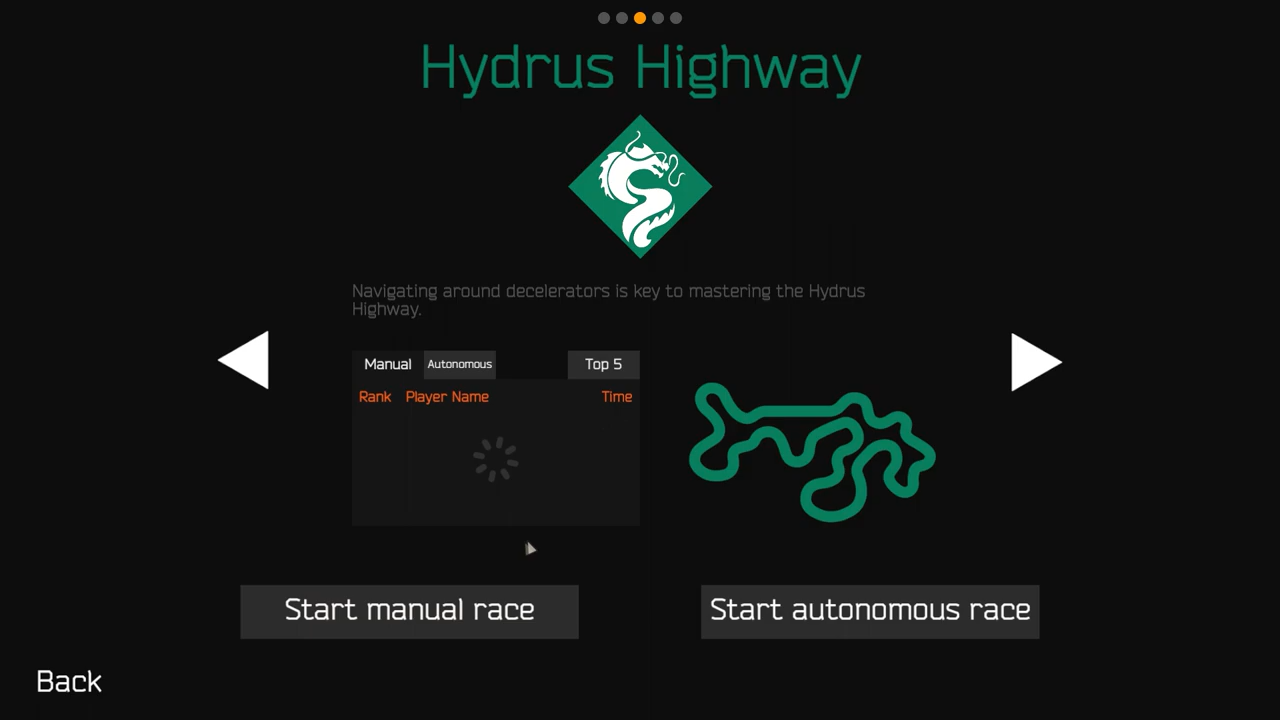 Hydrus Highway
Navigating around decelerators is key to mastering the Hydrus
Highway.
Manual Autonomous Top 5
Rank Player Name Time
Start manual race Start autonomous race
Back